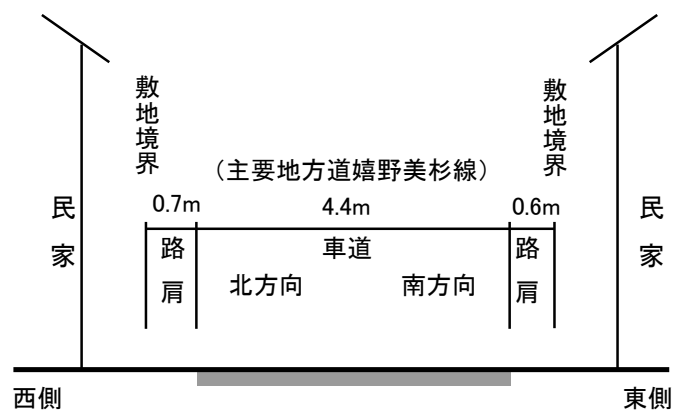 敷地境界
敷地境界
(主要地方道嬉野美杉線)
0.7m 4.4m 0.6m
民家
路肩
車道
路肩
民家
北方向 南方向
西側 東側